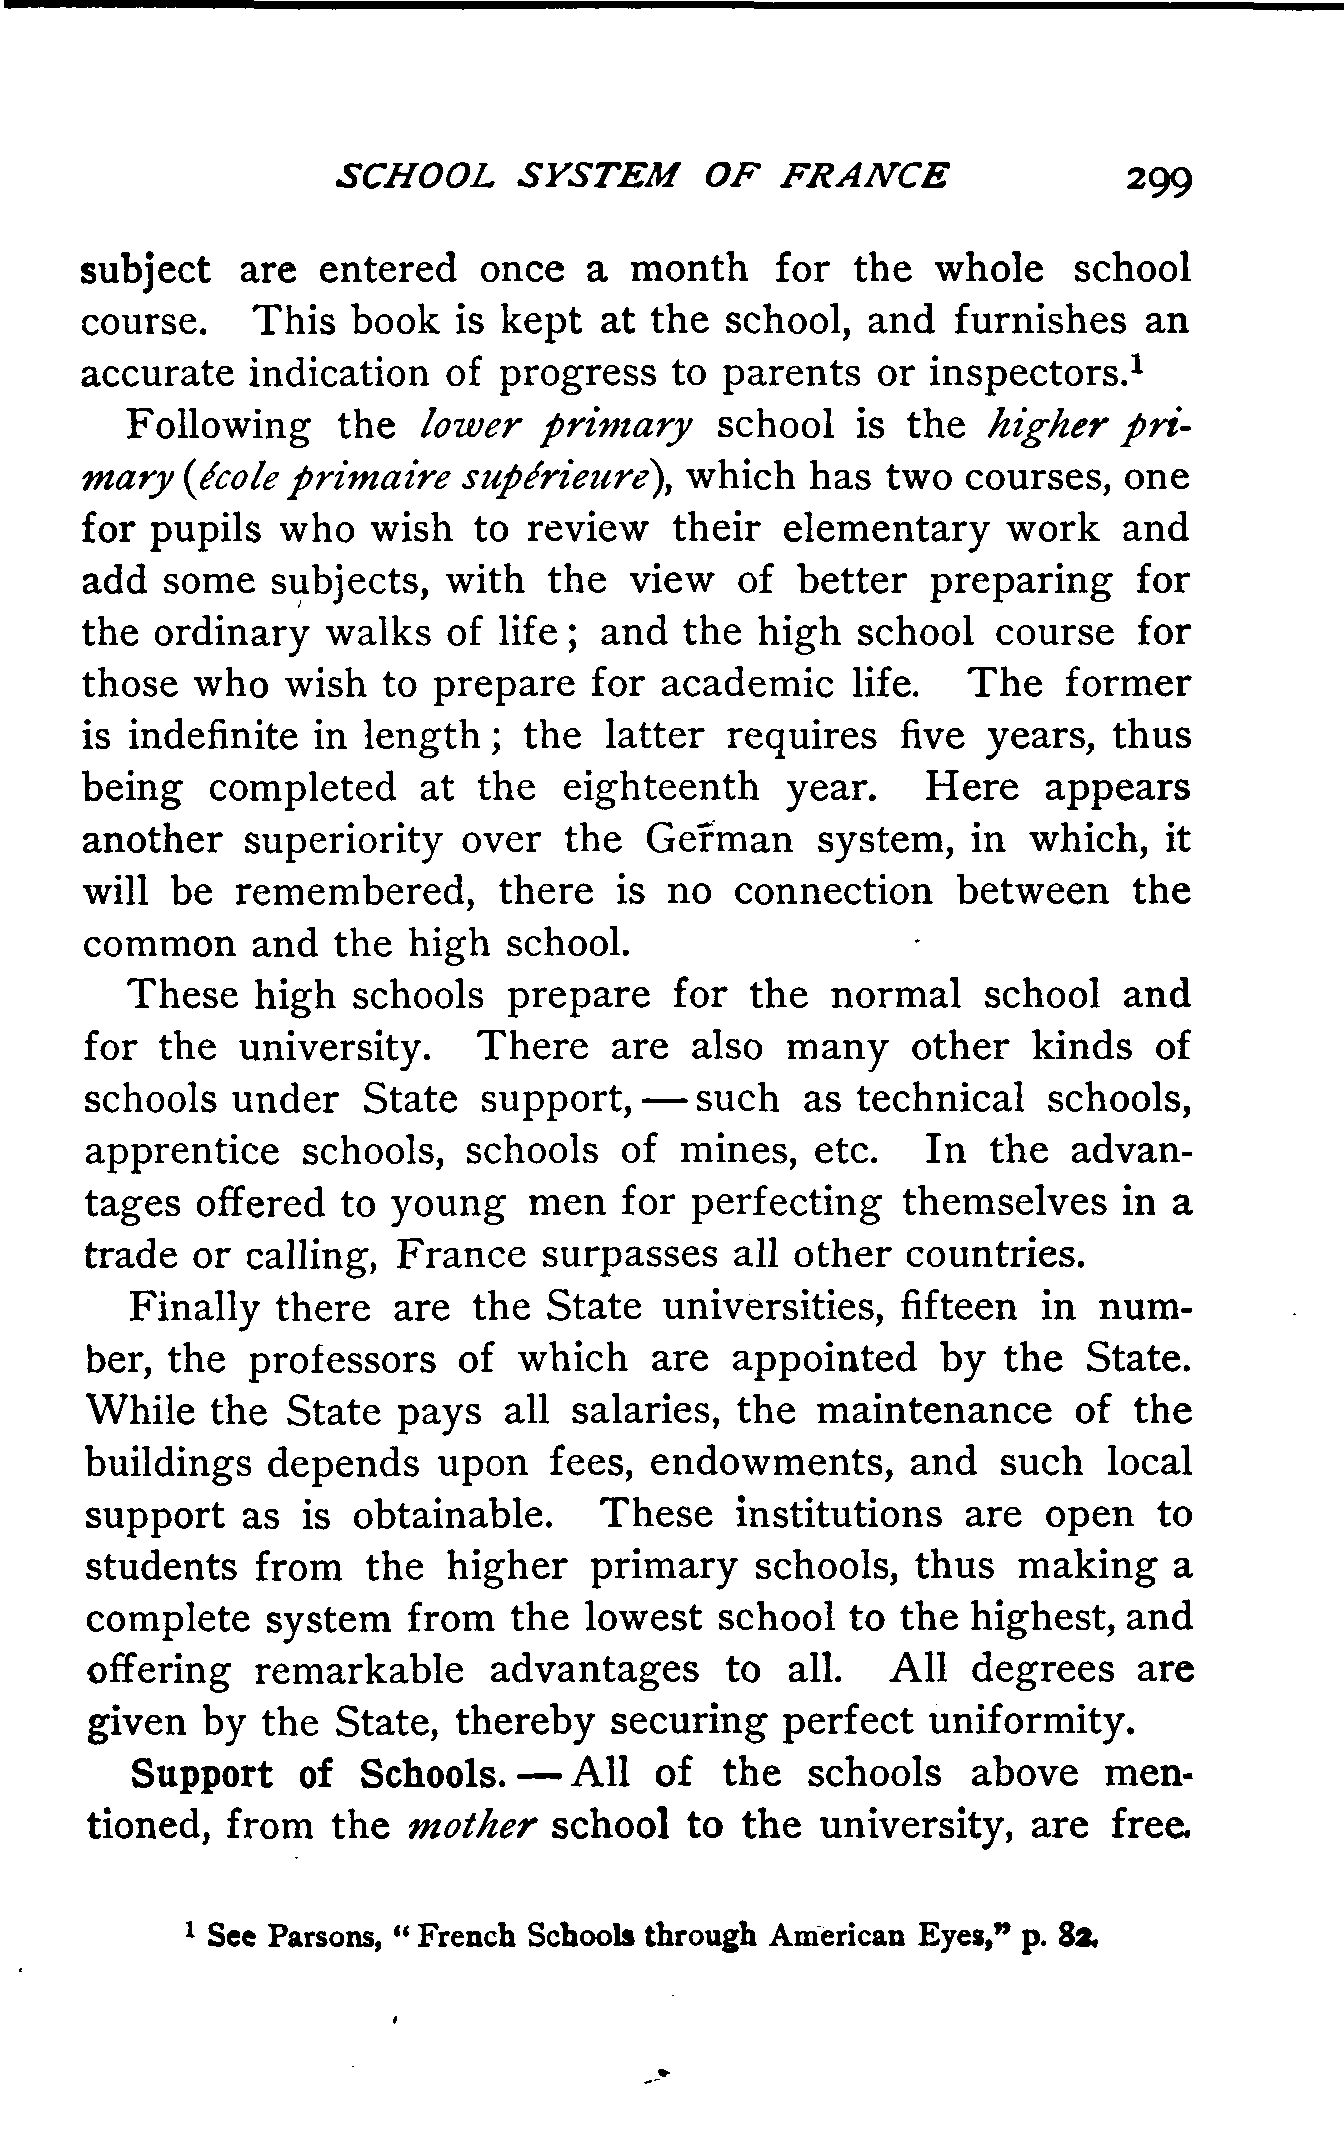 SCHOOL SYSTEM OF FRANCE 299
subject are entered once a month for the whole school
course. This book is kept at the school, and furnishes an
accurate indication of progress to parents or inspectors.¹
Following the lower primary school is the higher pri-
mary (école primaire supérieure), which has two courses, one
for pupils who wish to review their elementary work and
add some subjects, with the view of better preparing for
the ordinary walks of life; and the high school course for
those who wish to prepare for academic life. The former
is indefinite in length; the latter requires five years, thus
being completed at the eighteenth year. Here appears
another superiority over the German system, in which, it
will be remembered, there is no connection between the
common and the high school.
These high schools prepare for the normal school and
for the university. There are also many other kinds of
schools under State support, — such as technical schools,
apprentice schools, schools of mines, etc. In the advan-
tages offered to young men for perfecting themselves in a
trade or calling, France surpasses all other countries.
Finally there are the State universities, fifteen in num-
ber, the professors of which are appointed by the State.
While the State pays all salaries, the maintenance of the
buildings depends upon fees, endowments, and such local
support as is obtainable. These institutions are open to
students from the higher primary schools, thus making a
complete system from the lowest school to the highest, and
offering remarkable advantages to all. All degrees are
given by the State, thereby securing perfect uniformity.
Support of Schools. — All of the schools above men-
tioned, from the mother school to the university, are free.
¹ See Parsons, "French Schools through American Eyes," p. 82.